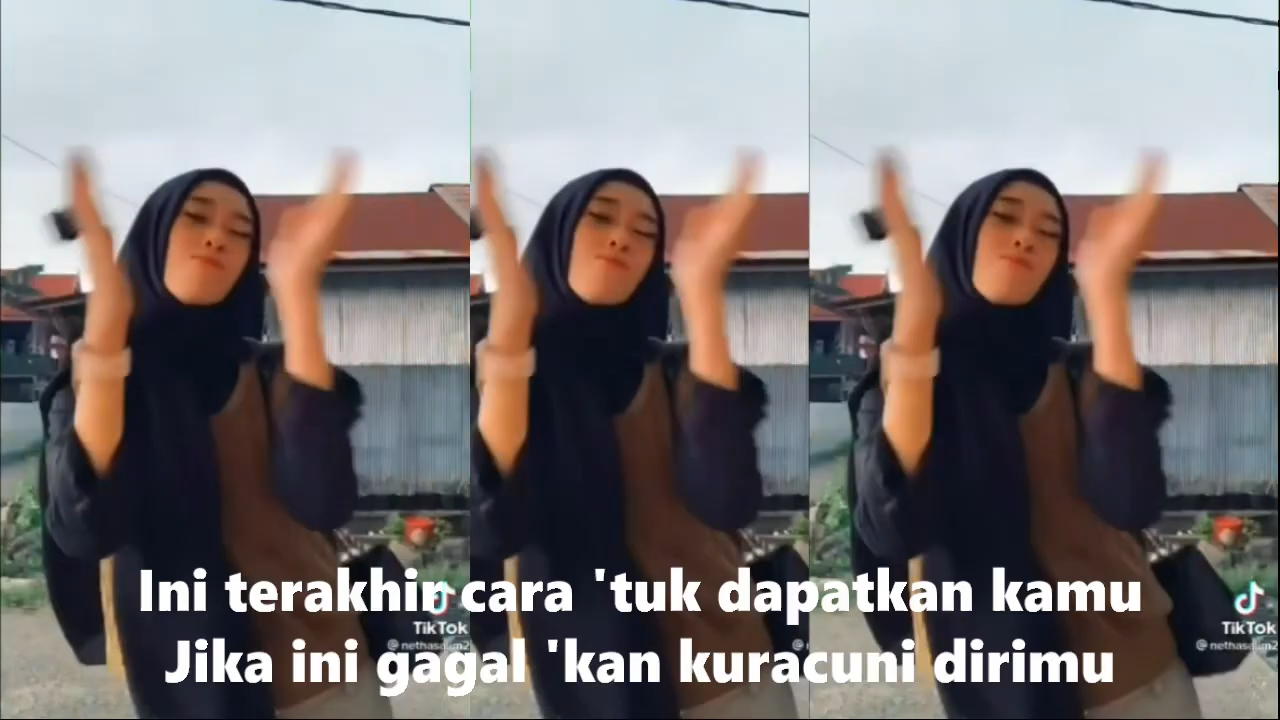 Ini terakhir cara 'tuk dapatkan kamu
Jika ini gagal 'kan kuracuni dirimu
TikTok
TikTok